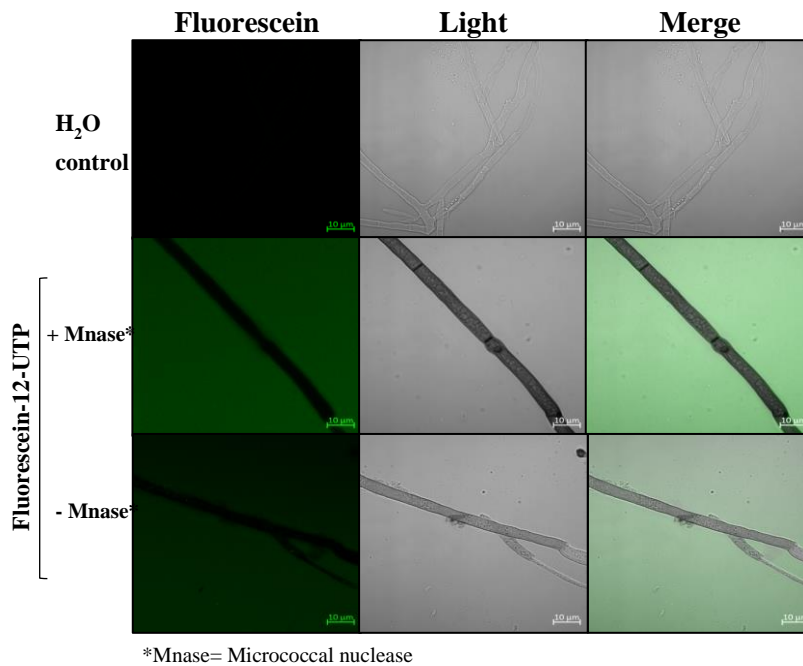 Fluorescein Light Merge
H₂O
control
10 µm 10 µm 10 µm
Fluorescein-12-UTP
+ Mnase*
10 µm 10 µm 10 µm
- Mnase*
10 µm 10 µm 10 µm
*Mnase= Micrococcal nuclease